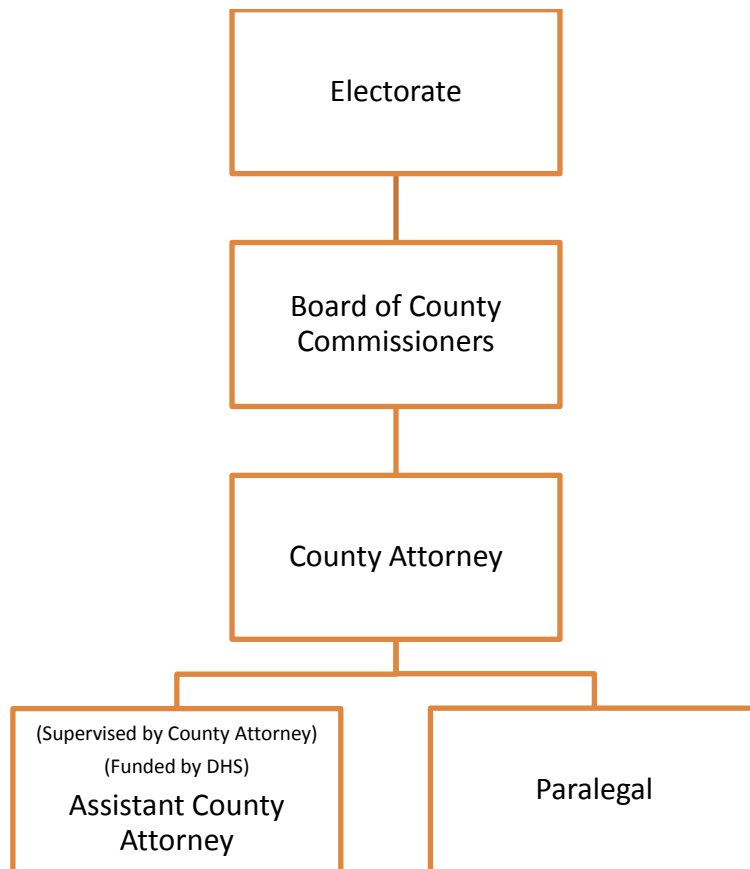 Electorate
Board of County
Commissioners
County Attorney
(Supervised by County Attorney)
(Funded by DHS)
Assistant County
Attorney
Paralegal